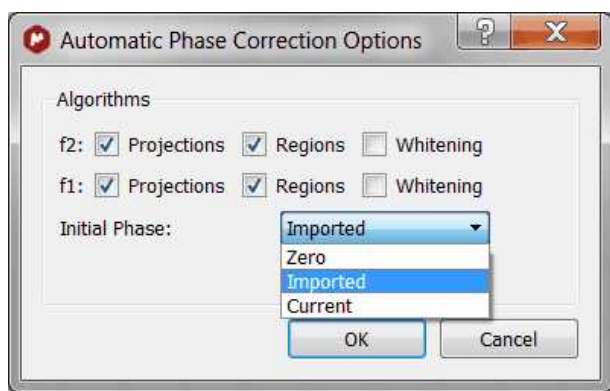 Automatic Phase Correction Options
Algorithms
f2: Projections Regions Whitening
f1: Projections Regions Whitening
Initial Phase: Imported
Zero
Imported
Current
OK Cancel